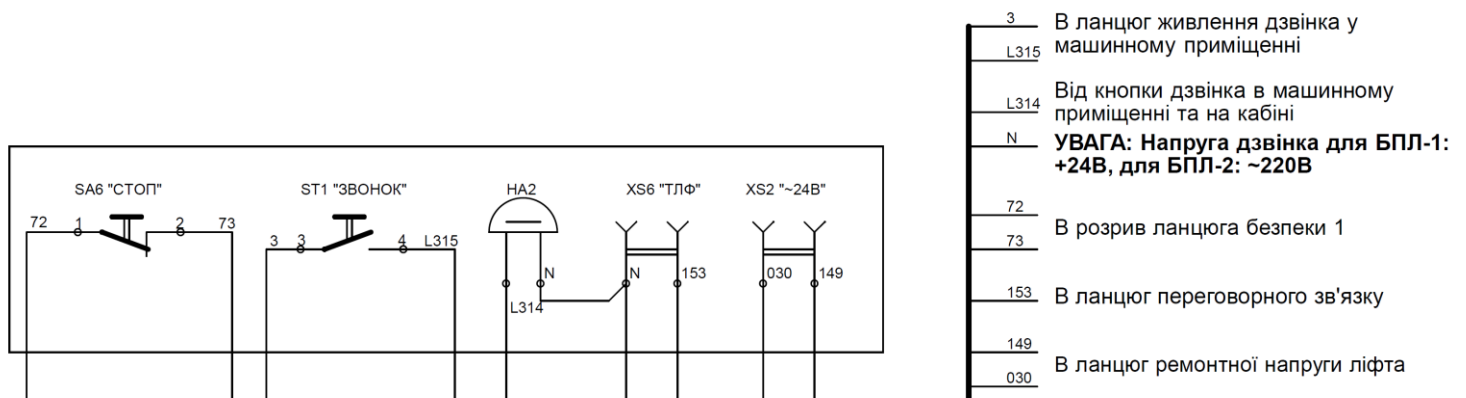 3 В ланцюг живлення дзвінка у
L315 машинному приміщенні
L314 Від кнопки дзвінка в машинному
приміщенні та на кабіні
N УВАГА: Напруга дзвінка для БПЛ-1:
+24В, для БПЛ-2: ~220В
SA6 "СТОП" ST1 "ЗВОНОК" HA2 XS6 "ТЛФ" XS2 "~24В"
72 1 2 73 3 3 4 L315
N N 153 030 149
L314
72
В розрив ланцюга безпеки 1
73
153 В ланцюг переговорного зв'язку
149
В ланцюг ремонтної напруги ліфта
030